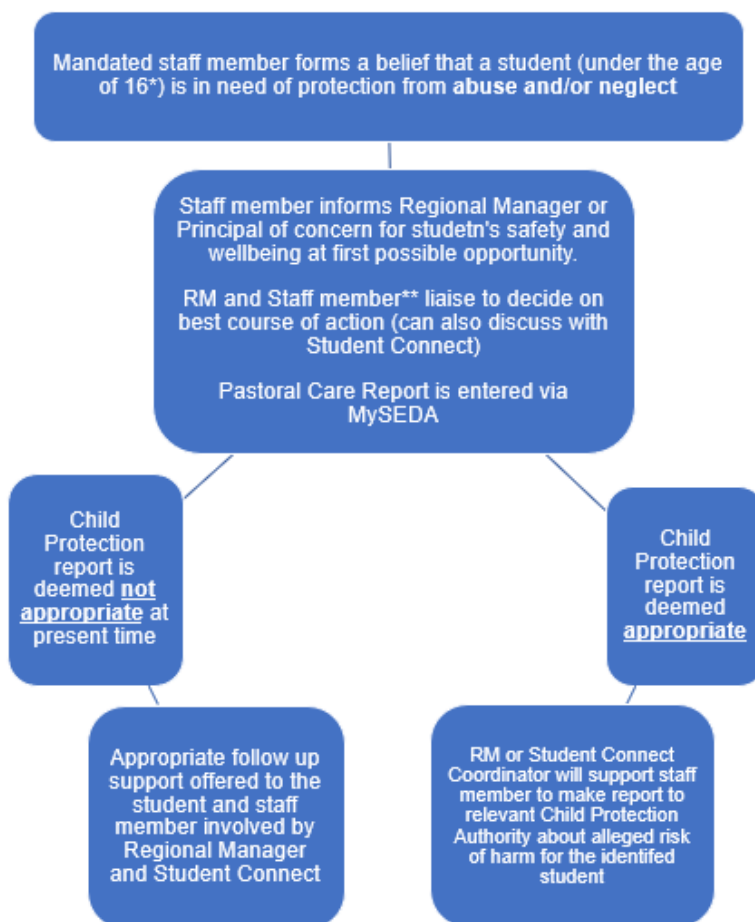 Mandated staff member forms a belief that a student (under the age
of 16*) is in need of protection from abuse and/or neglect
Staff member informs Regional Manager or
Principal of concern for studetn's safety and
wellbeing at first possible opportunity.
RM and Staff member** liaise to decide on
best course of action (can also discuss with
Student Connect)
Pastoral Care Report is entered via
MySEDA
Child
Protection
report is
deemed not
appropriate at
present time
Child
Protection
report is
deemed
appropriate
Appropriate follow up
support offered to the
student and staff
member involved by
Regional Manager
and Student Connect
RM or Student Connect
Coordinator will support staff
member to make report to
relevant Child Protection
Authority about alleged risk
of harm for the identifed
student